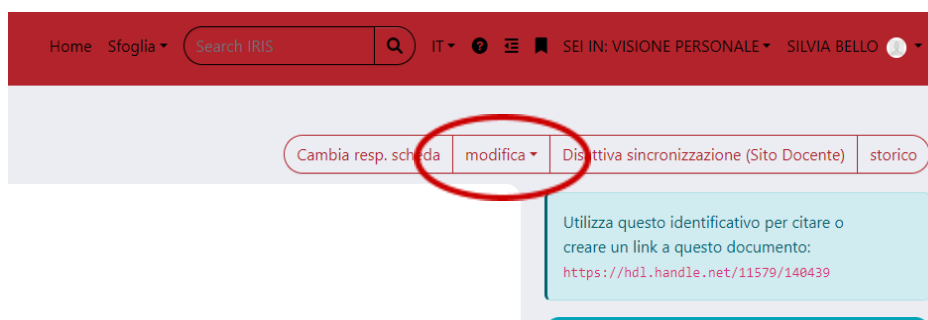 Home Sfoglia Search IRIS IT SEI IN: VISIONE PERSONALE SILVIA BELLO
Cambia resp. scheda modifica Disattiva sincronizzazione (Sito Docente) storico
Utilizza questo identificativo per citare o
creare un link a questo documento:
https://hdl.handle.net/11579/140439